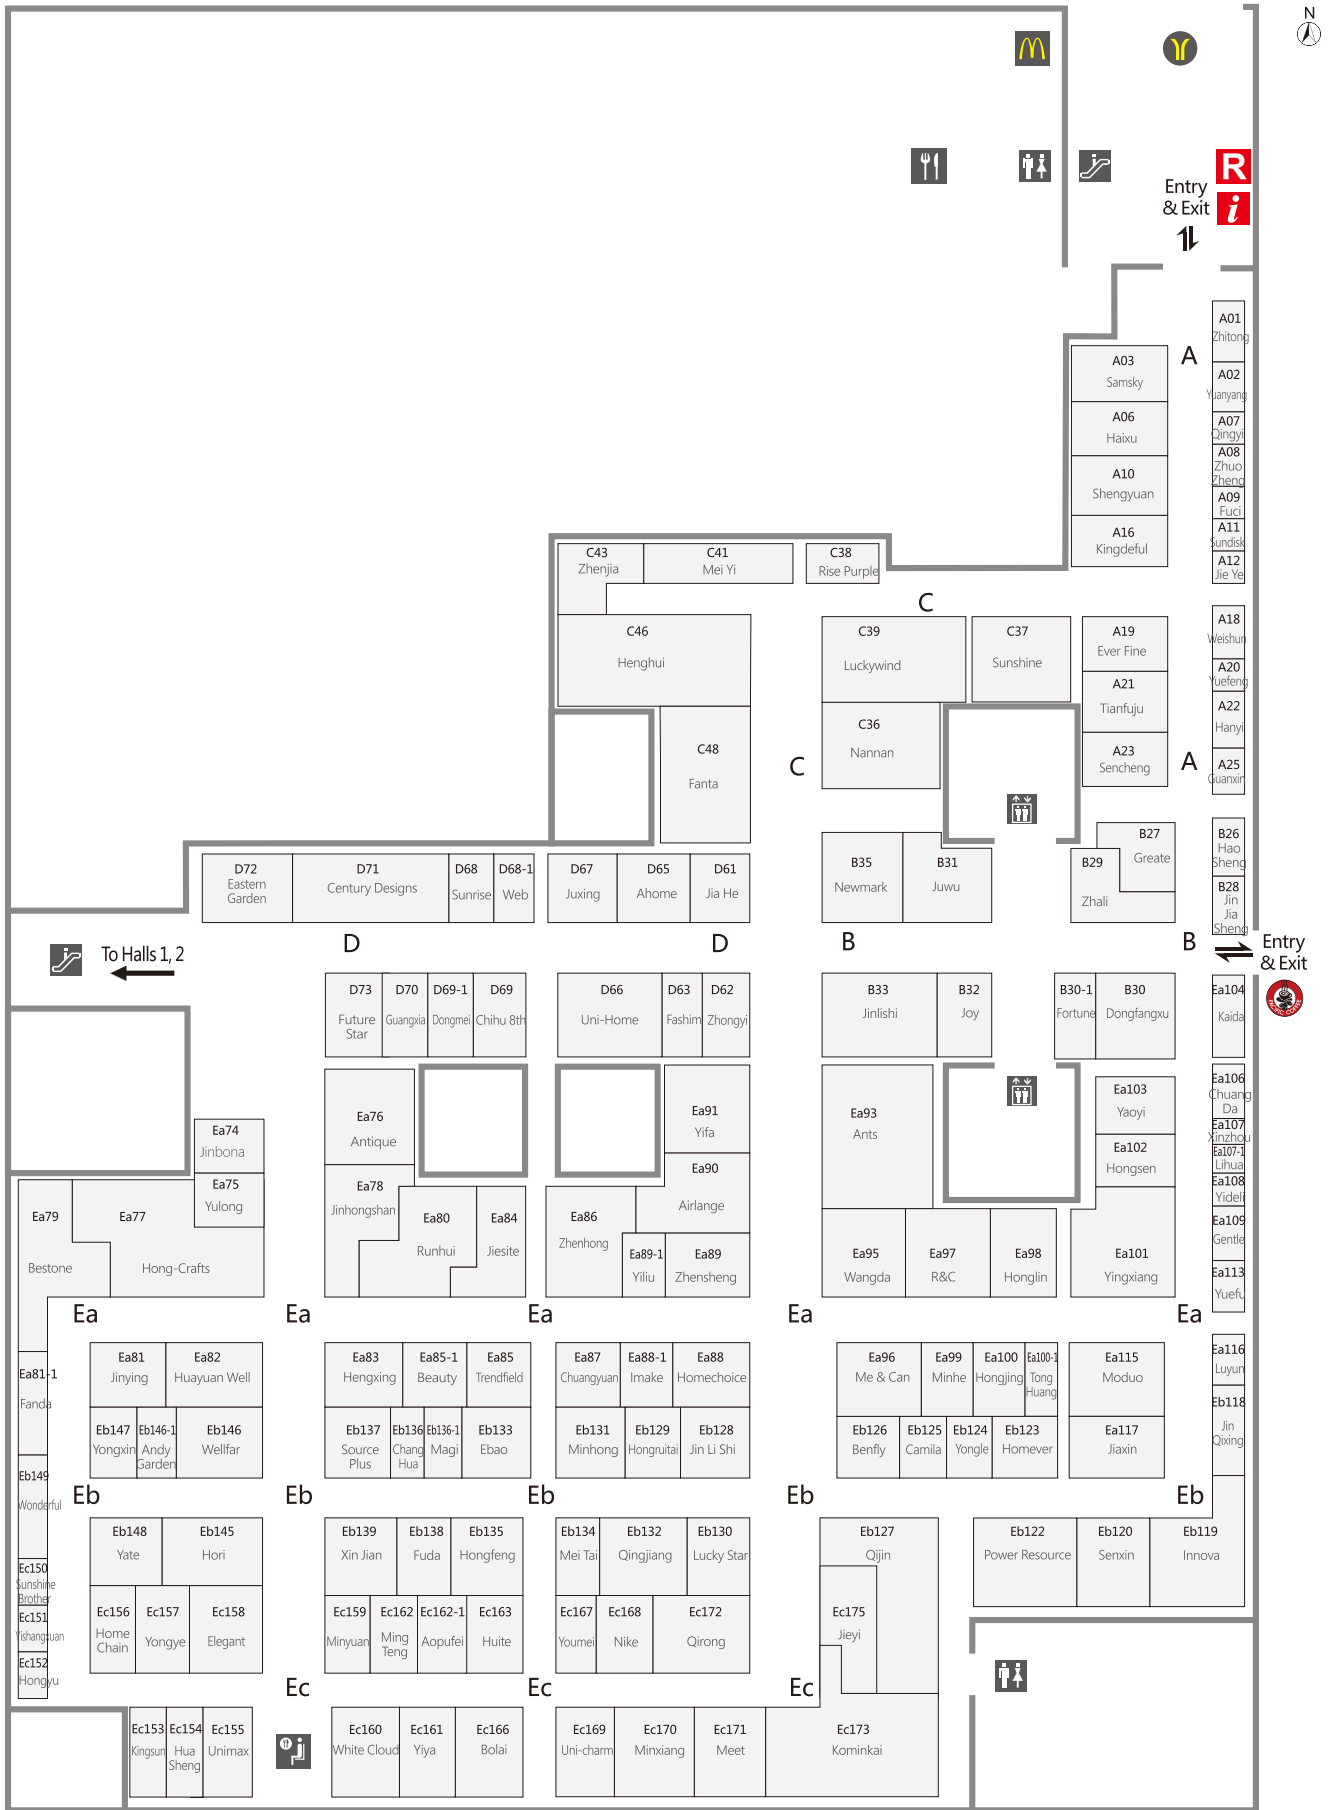 N
R
Entry
& Exit
i
A01
Zhitong
A
A03
Samsky
A02
Yuanyang
A06
Haixu
A07
Qingyi
A08
Zhuo
Zheng
A10
Shengyuan
A09
Fuci
A16
Kingdeful
A11
Sundisk
A12
Jie Ye
C43
Zhenjia
C41
Mei Yi
C38
Rise Purple
C
C46
Henghui
C39
Luckywind
C37
Sunshine
A19
Ever Fine
A18
Weishun
A20
Yuefeng
A21
Tianfuju
A22
Hanyi
C48
Fanta
C
C36
Nannan
A23
Sencheng
A
A25
Guanxin
D72
Eastern
Garden
D71
Century Designs
D68
Sunrise
D68-1
Web
D67
Juxing
D65
Ahome
D61
Jia He
B35
Newmark
B31
Juwu
B27
Greate
B29
Zhali
B26
Hao
Sheng
B28
Jin
Jia
Sheng
To Halls 1, 2
D
D
B
B
Entry
& Exit
PACIFIC COFFEE
D73
Future
Star
D70
Guangxia
D69-1
Dongmei
D69
Chihu 8th
D66
Uni-Home
D63
Fashim
D62
Zhongyi
B33
Jinlishi
B32
Joy
B30-1
Fortune
B30
Dongfangxu
Ea104
Kaida
Ea106
Chuang
Da
Ea107
Xinzhou
Ea107-1
Lihua
Ea108
Yideli
Ea109
Gentle
Ea113
Yuefu
Ea74
Jinbona
Ea75
Yulong
Ea76
Antique
Ea78
Jinhongshan
Ea91
Yifa
Ea90
Airlange
Ea93
Ants
Ea103
Yaoyi
Ea102
Hongsen
Ea79
Bestone
Ea77
Hong-Crafts
Ea80
Runhui
Ea84
Jiesite
Ea86
Zhenhong
Ea89-1
Yiliu
Ea89
Zhensheng
Ea95
Wangda
Ea97
R&C
Ea98
Honglin
Ea101
Yingxiang
Ea
Ea
Ea
Ea
Ea
Ea81-1
Fanda
Ea81
Jinying
Ea82
Huayuan Well
Ea83
Hengxing
Ea85-1
Beauty
Ea85
Trendfield
Ea87
Chuangyuan
Ea88-1
Imake
Ea88
Homechoice
Ea96
Me & Can
Ea99
Minhe
Ea100
Hongjing
Ea100-1
Tong
Huang
Ea115
Moduo
Ea116
Luyun
Eb118
Jin
Qixing
Eb147
Yongxin
Eb146-1
Andy
Garden
Eb146
Wellfar
Eb137
Source
Plus
Eb136
Chang
Hua
Eb136-1
Magi
Eb133
Ebao
Eb131
Minhong
Eb129
Hongruitai
Eb128
Jin Li Shi
Eb126
Benfly
Eb125
Camila
Eb124
Yongle
Eb123
Homever
Ea117
Jiaxin
Eb149
Wonderful
Eb
Eb
Eb
Eb
Eb
Eb148
Yate
Eb145
Hori
Eb139
Xin Jian
Eb138
Fuda
Eb135
Hongfeng
Eb134
Mei Tai
Eb132
Qingjiang
Eb130
Lucky Star
Eb127
Qijin
Eb122
Power Resource
Eb120
Senxin
Eb119
Innova
Ec150
Sunshine
Brother
Ec151
Yishangxuan
Ec152
Hongyu
Ec156
Home
Chain
Ec157
Yongye
Ec158
Elegant
Ec159
Minyuan
Ec162
Ming
Teng
Ec162-1
Aopufei
Ec163
Huite
Ec167
Youmei
Ec168
Nike
Ec172
Qirong
Ec175
Jieyi
Ec
Ec
Ec
Ec153
Kingsun
Ec154
Hua
Sheng
Ec155
Unimax
Ec160
White Cloud
Ec161
Yiya
Ec166
Bolai
Ec169
Uni-charm
Ec170
Minxiang
Ec171
Meet
Ec173
Kominkai